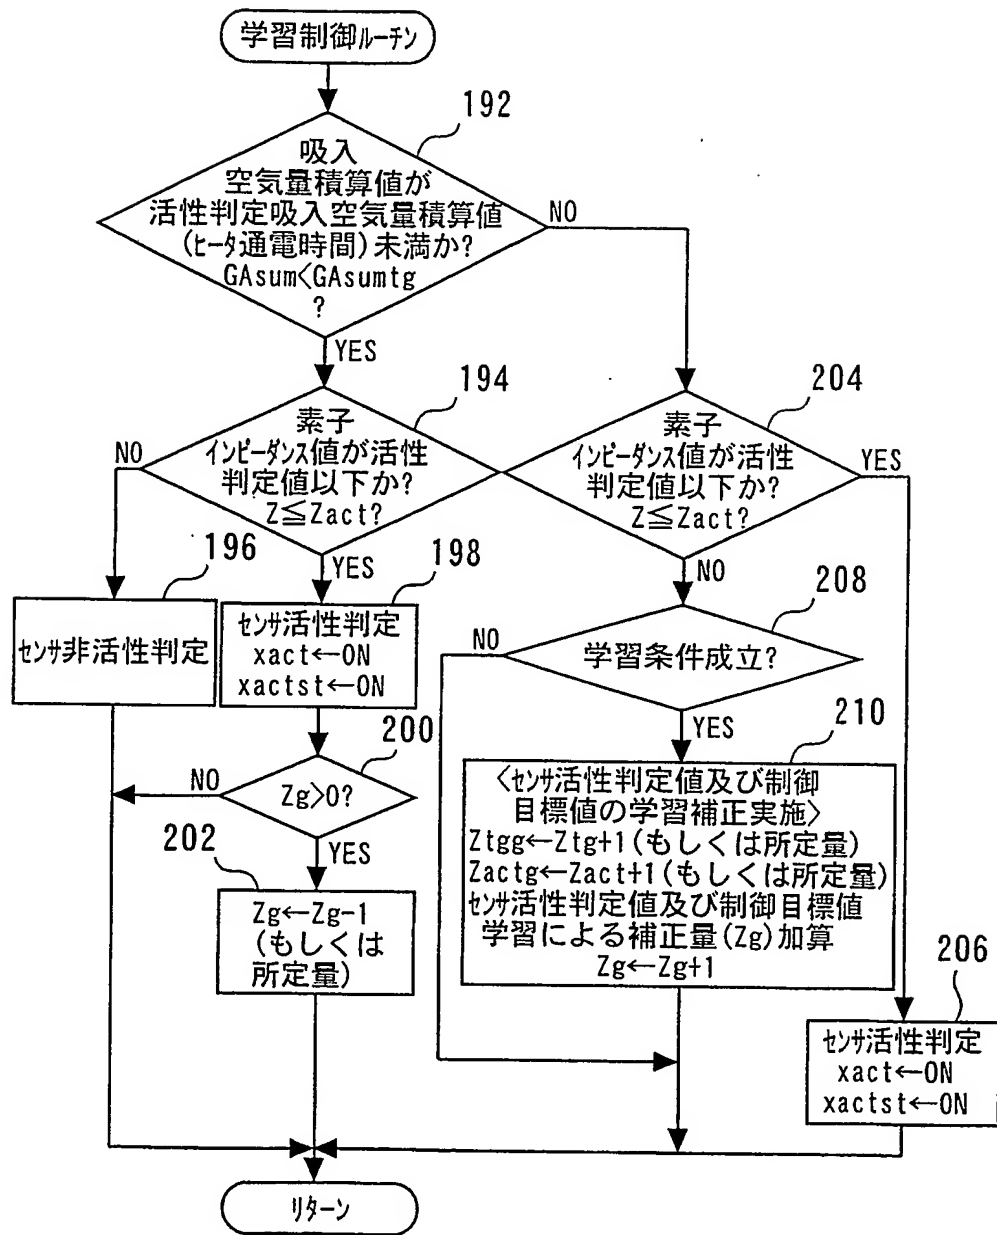 学習制御ルーチン
192
吸入
空気量積算値が
活性判定吸入空気量積算値
(ヒータ通電時間)未満か?
GAsum<GAsumtg
?
NO
YES
194
素子
インピーダンス値が活性
判定値以下か?
Z≦Zact?
NO
YES
204
素子
インピーダンス値が活性
判定値以下か?
Z≦Zact?
YES
NO
196
センサ非活性判定
198
センサ活性判定
xact←ON
xactst←ON
208
学習条件成立?
NO
YES
200
Zg>0?
NO
YES
202
Zg←Zg-1
(もしくは
所定量)
210
<センサ活性判定値及び制御
目標値の学習補正実施>
Ztgg←Ztg+1(もしくは所定量)
Zactg←Zact+1(もしくは所定量)
センサ活性判定値及び制御目標値
学習による補正量(Zg)加算
Zg←Zg+1
206
センサ活性判定
xact←ON
xactst←ON
リターン